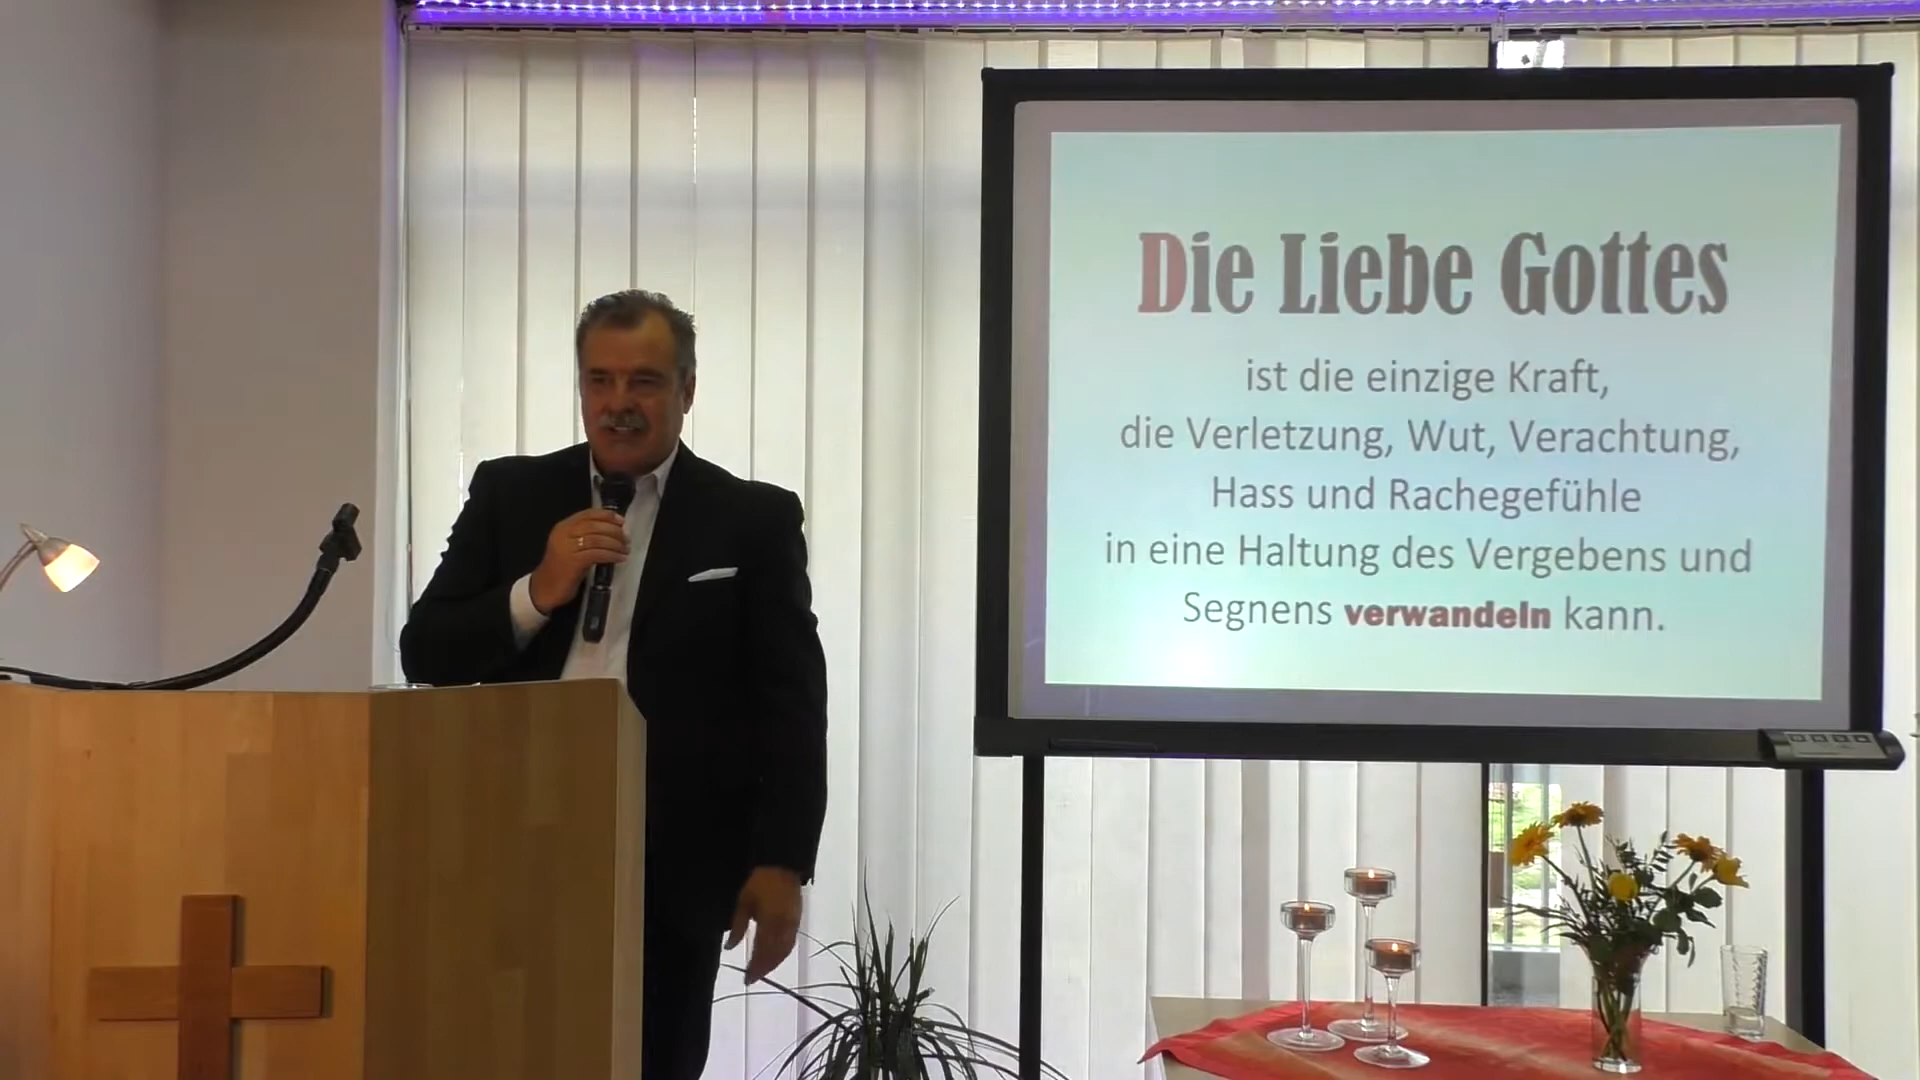 Die Liebe Gottes
ist die einzige Kraft,
die Verletzung, Wut, Verachtung,
Hass und Rachegefühle
in eine Haltung des Vergebens und
Segnens verwandeln kann.